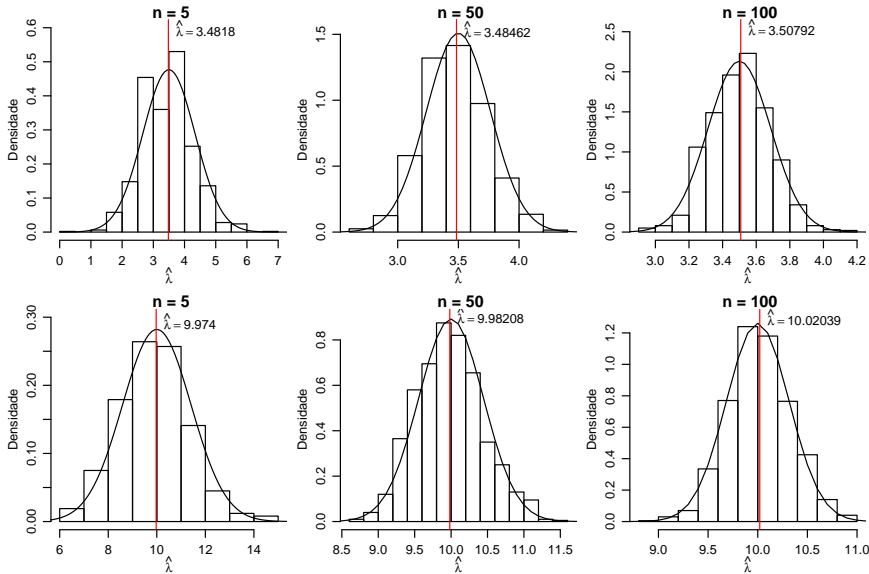 n = 5
λ̂ = 3.4818
Densidade
0.0 0.1 0.2 0.3 0.4 0.5 0.6
0 1 2 3 4 5 6 7
λ̂
n = 50
λ̂ = 3.48462
Densidade
0.0 0.5 1.0 1.5
3.0 3.5 4.0
λ̂
n = 100
λ̂ = 3.50792
Densidade
0.0 0.5 1.0 1.5 2.0 2.5
3.0 3.2 3.4 3.6 3.8 4.0 4.2
λ̂
n = 5
λ̂ = 9.974
Densidade
0.00 0.10 0.20 0.30
6 8 10 12 14
λ̂
n = 50
λ̂ = 9.98208
Densidade
0.0 0.2 0.4 0.6 0.8
8.5 9.0 9.5 10.0 10.5 11.0 11.5
λ̂
n = 100
λ̂ = 10.02039
Densidade
0.0 0.2 0.4 0.6 0.8 1.0 1.2
9.0 9.5 10.0 10.5 11.0
λ̂